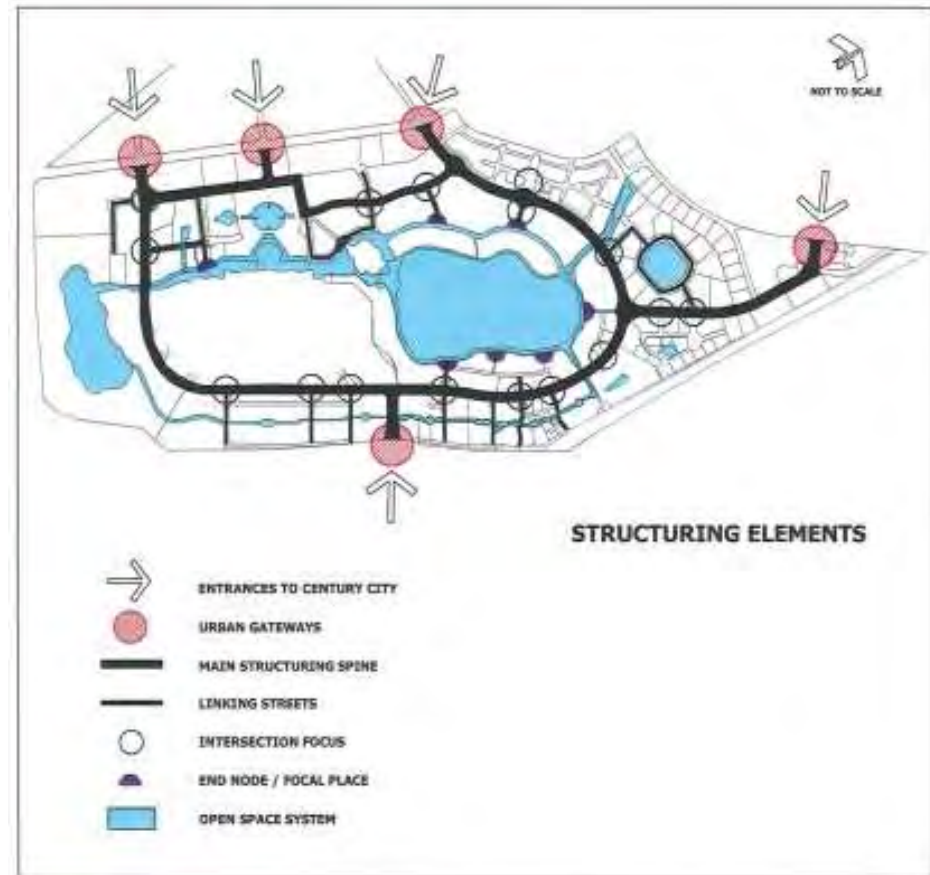 NOT TO SCALE
STRUCTURING ELEMENTS
ENTRANCES TO CENTURY CITY
URBAN GATEWAYS
MAIN STRUCTURING SPINE
LINKING STREETS
INTERSECTION FOCUS
END NODE / FOCAL PLACE
OPEN SPACE SYSTEM